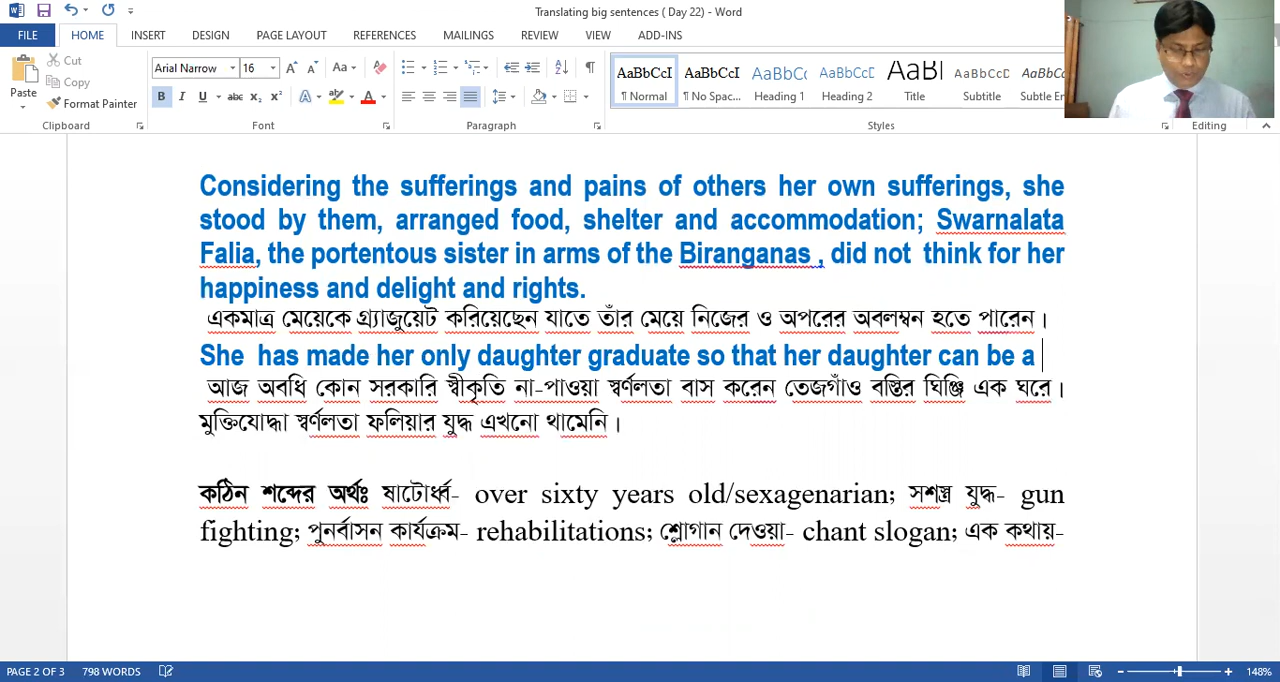 Translating big sentences ( Day 22) - Word
FILE HOME INSERT DESIGN PAGE LAYOUT REFERENCES MAILINGS REVIEW VIEW ADD-INS
Cut
Copy
Format Painter
Paste
Arial Narrow 16
AaBbCcI AaBbCcI AaBbCc AaBbCcI AaBI AaBbCcD AaBbCc
¶ Normal ¶ No Spac... Heading 1 Heading 2 Title Subtitle Subtle Em
Clipboard Font Paragraph Styles Editing
Considering the sufferings and pains of others her own sufferings, she
stood by them, arranged food, shelter and accommodation; Swarnalata
Falia, the portentous sister in arms of the Biranganas , did not think for her
happiness and delight and rights.
একমাত্র মেয়েকে গ্র্যাজুয়েট করিয়েছেন যাতে তাঁর মেয়ে নিজের ও অপরের অবলম্বন হতে পারেন।
She has made her only daughter graduate so that her daughter can be a
আজ অবধি কোন সরকারি স্বীকৃতি না-পাওয়া স্বর্ণলতা বাস করেন তেজগাঁও বস্তির ঘিঞ্জি এক ঘরে।
মুক্তিযোদ্ধা স্বর্ণলতা ফলিয়ার যুদ্ধ এখনো থামেনি।
কঠিন শব্দের অর্থঃ ষাটোর্ধ্ব- over sixty years old/sexagenarian; সশস্ত্র যুদ্ধ- gun
fighting; পুনর্বাসন কার্যক্রম- rehabilitations; শ্লোগান দেওয়া- chant slogan; এক কথায়-
PAGE 2 OF 3 798 WORDS 148%